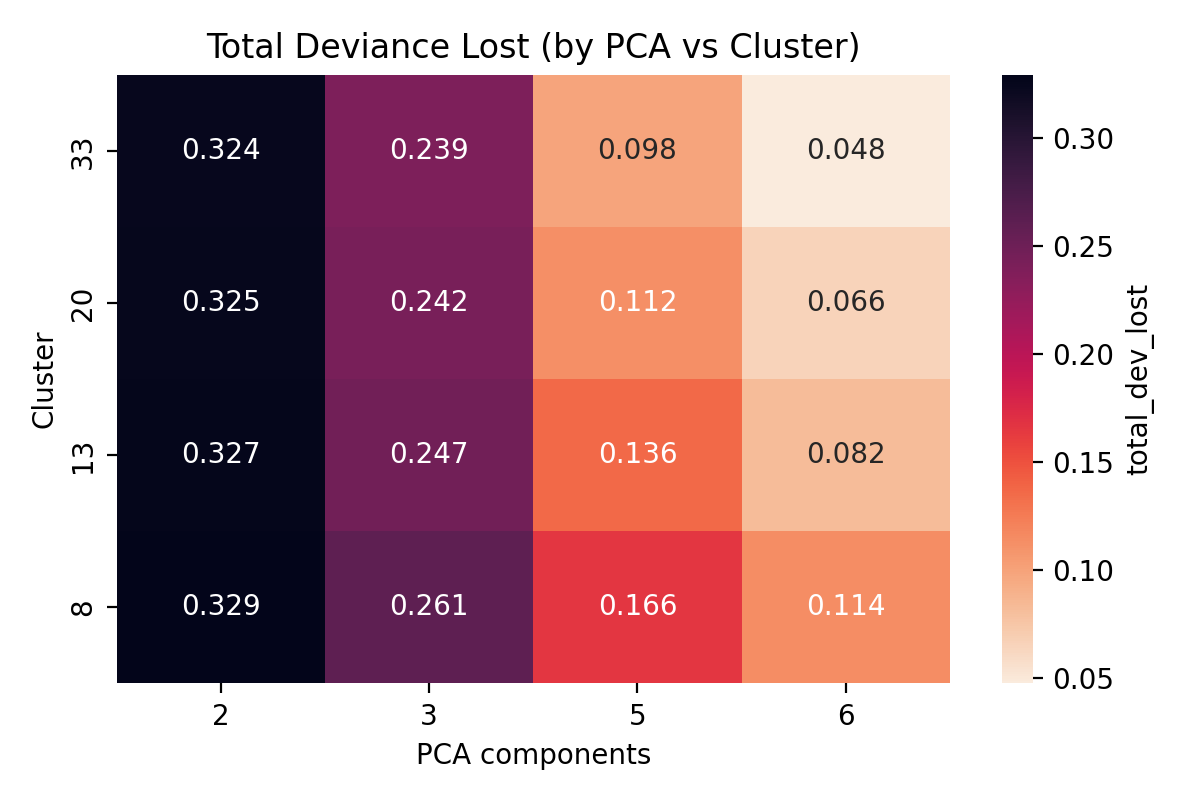 Total Deviance Lost (by PCA vs Cluster)
33 0.324 0.239 0.098 0.048
20 0.325 0.242 0.112 0.066
13 0.327 0.247 0.136 0.082
8 0.329 0.261 0.166 0.114
2 3 5 6
PCA components
Cluster
0.30
0.25
0.20
0.15
0.10
0.05
total_dev_lost